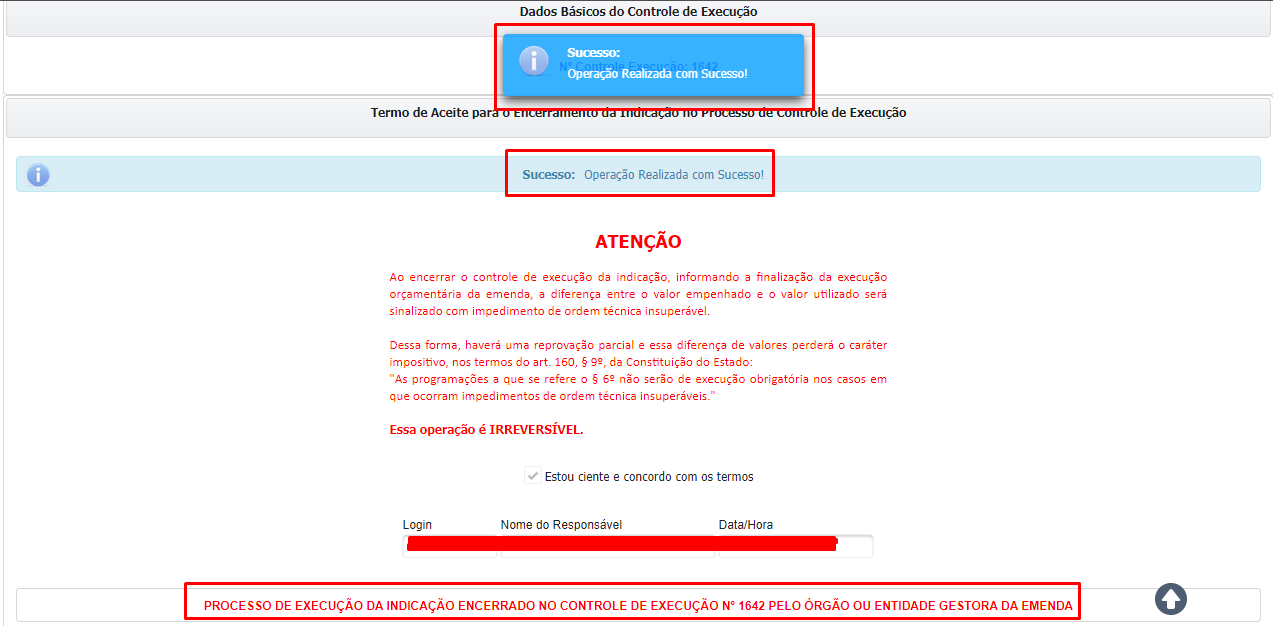 Dados Básicos do Controle de Execução
Sucesso:
Nº Controle Execução: 1642
Operação Realizada com Sucesso!
Termo de Aceite para o Encerramento da Indicação no Processo de Controle de Execução
Sucesso: Operação Realizada com Sucesso!
ATENÇÃO
Ao encerrar o controle de execução da indicação, informando a finalização da execução
orçamentária da emenda, a diferença entre o valor empenhado e o valor utilizado será
sinalizado com impedimento de ordem técnica insuperável.
Dessa forma, haverá uma reprovação parcial e essa diferença de valores perderá o caráter
impositivo, nos termos do art. 160, § 9º, da Constituição do Estado:
"As programações a que se refere o § 6º não serão de execução obrigatória nos casos em
que ocorram impedimentos de ordem técnica insuperáveis."
Essa operação é IRREVERSÍVEL.
Estou ciente e concordo com os termos
Login Nome do Responsável Data/Hora
PROCESSO DE EXECUÇÃO DA INDICAÇÃO ENCERRADO NO CONTROLE DE EXECUÇÃO Nº 1642 PELO ÓRGÃO OU ENTIDADE GESTORA DA EMENDA